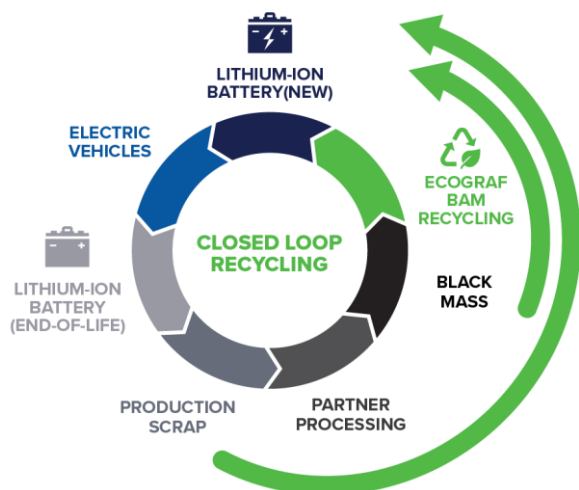 LITHIUM-ION
BATTERY(NEW)
ELECTRIC
VEHICLES
ECOGRAF
BAM
RECYCLING
CLOSED LOOP
RECYCLING
LITHIUM-ION
BATTERY
(END-OF-LIFE)
BLACK
MASS
PRODUCTION
SCRAP
PARTNER
PROCESSING